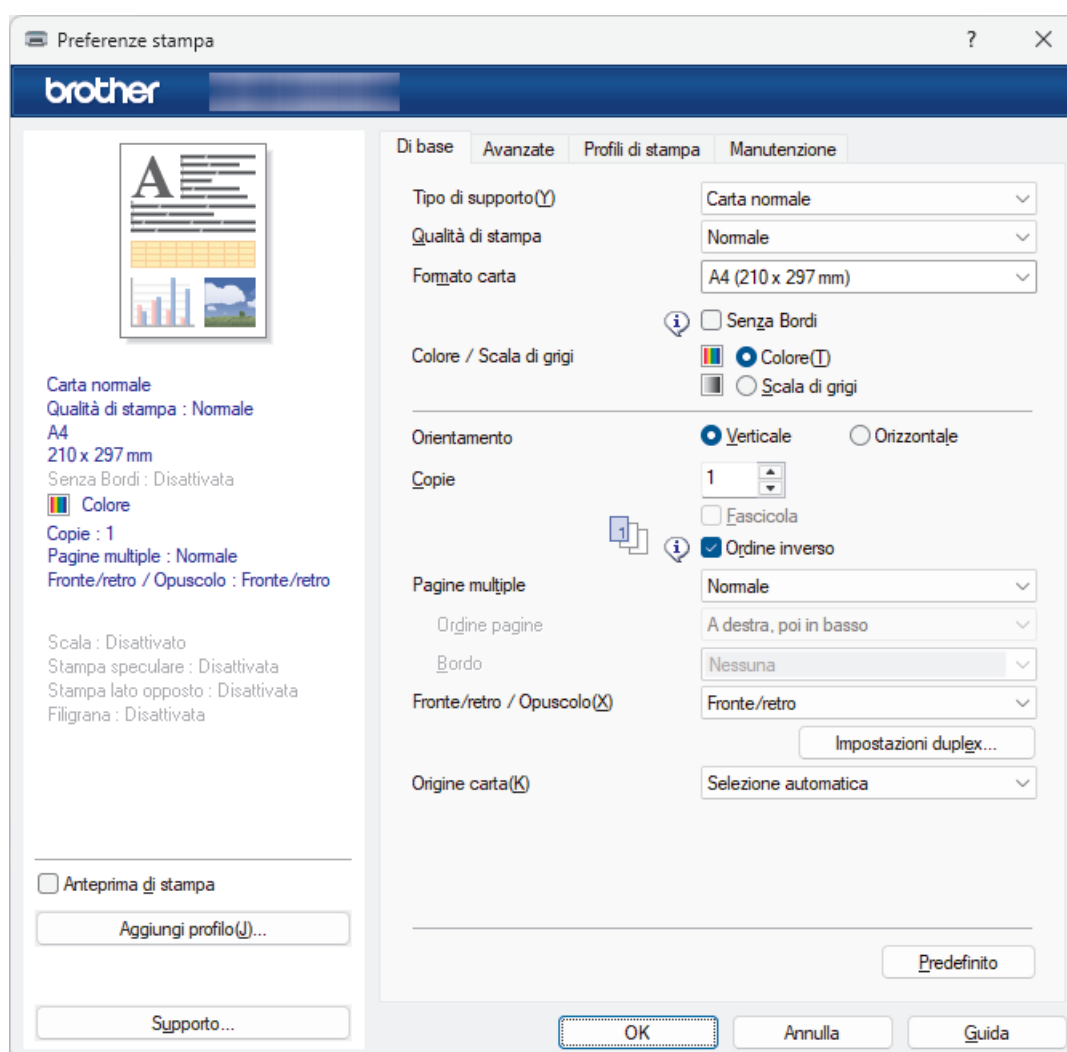 Preferenze stampa
?
brother
Di base
Avanzate
Profili di stampa
Manutenzione
A
Carta normale
Qualità di stampa : Normale
A4
210 x 297 mm
Senza Bordi : Disattivata
Colore
Copie : 1
Pagine multiple : Normale
Fronte/retro / Opuscolo : Fronte/retro
Scala : Disattivato
Stampa speculare : Disattivata
Stampa lato opposto : Disattivata
Filigrana : Disattivata
Anteprima di stampa
Aggiungi profilo(J)...
Supporto...
Tipo di supporto(Y) Carta normale
Qualità di stampa Normale
Formato carta A4 (210 x 297 mm)
Senza Bordi
Colore / Scala di grigi Colore(T)
Scala di grigi
Orientamento Verticale Orizzontale
Copie 1
Fascicola
1
Ordine inverso
Pagine multiple Normale
Ordine pagine A destra, poi in basso
Bordo Nessuna
Fronte/retro / Opuscolo(X) Fronte/retro
Impostazioni duplex...
Origine carta(K) Selezione automatica
Predefinito
OK Annulla Guida